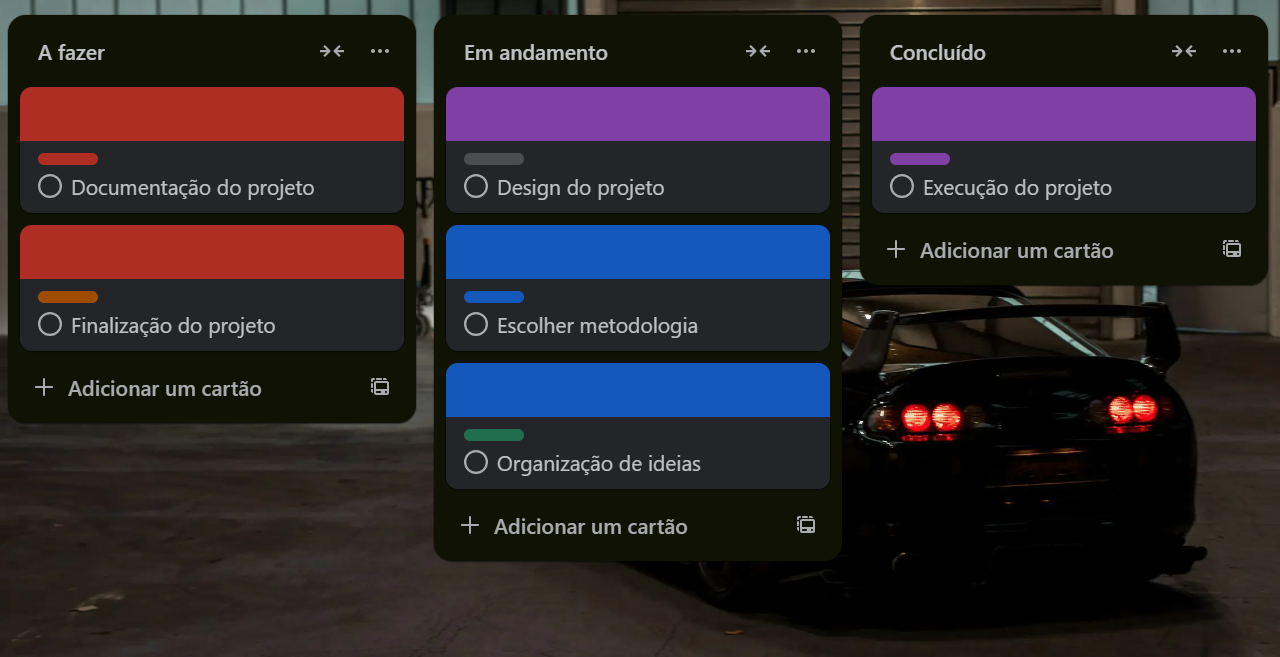 A fazer
Documentação do projeto
Finalização do projeto
Adicionar um cartão
Em andamento
Design do projeto
Escolher metodologia
Organização de ideias
Adicionar um cartão
Concluído
Execução do projeto
Adicionar um cartão